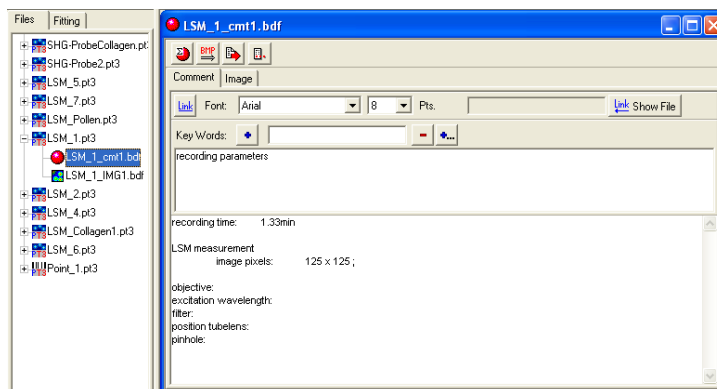 Files Fitting
SHG-ProbeCollagen.pt
SHG-Probe2.pt3
LSM_5.pt3
LSM_7.pt3
LSM_Pollen.pt3
LSM_1.pt3
LSM_1_cmt1.bdf
LSM_1_IMG1.bdf
LSM_2.pt3
LSM_4.pt3
LSM_Collagen1.pt3
LSM_6.pt3
Point_1.pt3
LSM_1_cmt1.bdf
BMP
Comment Image
Link Font: Arial 8 Pts. Link Show File
Key Words:
recording parameters
recording time: 1.33min
LSM measurement
image pixels: 125 x 125 ;
objective:
excitation wavelength:
filter:
position tubelens:
pinhole: